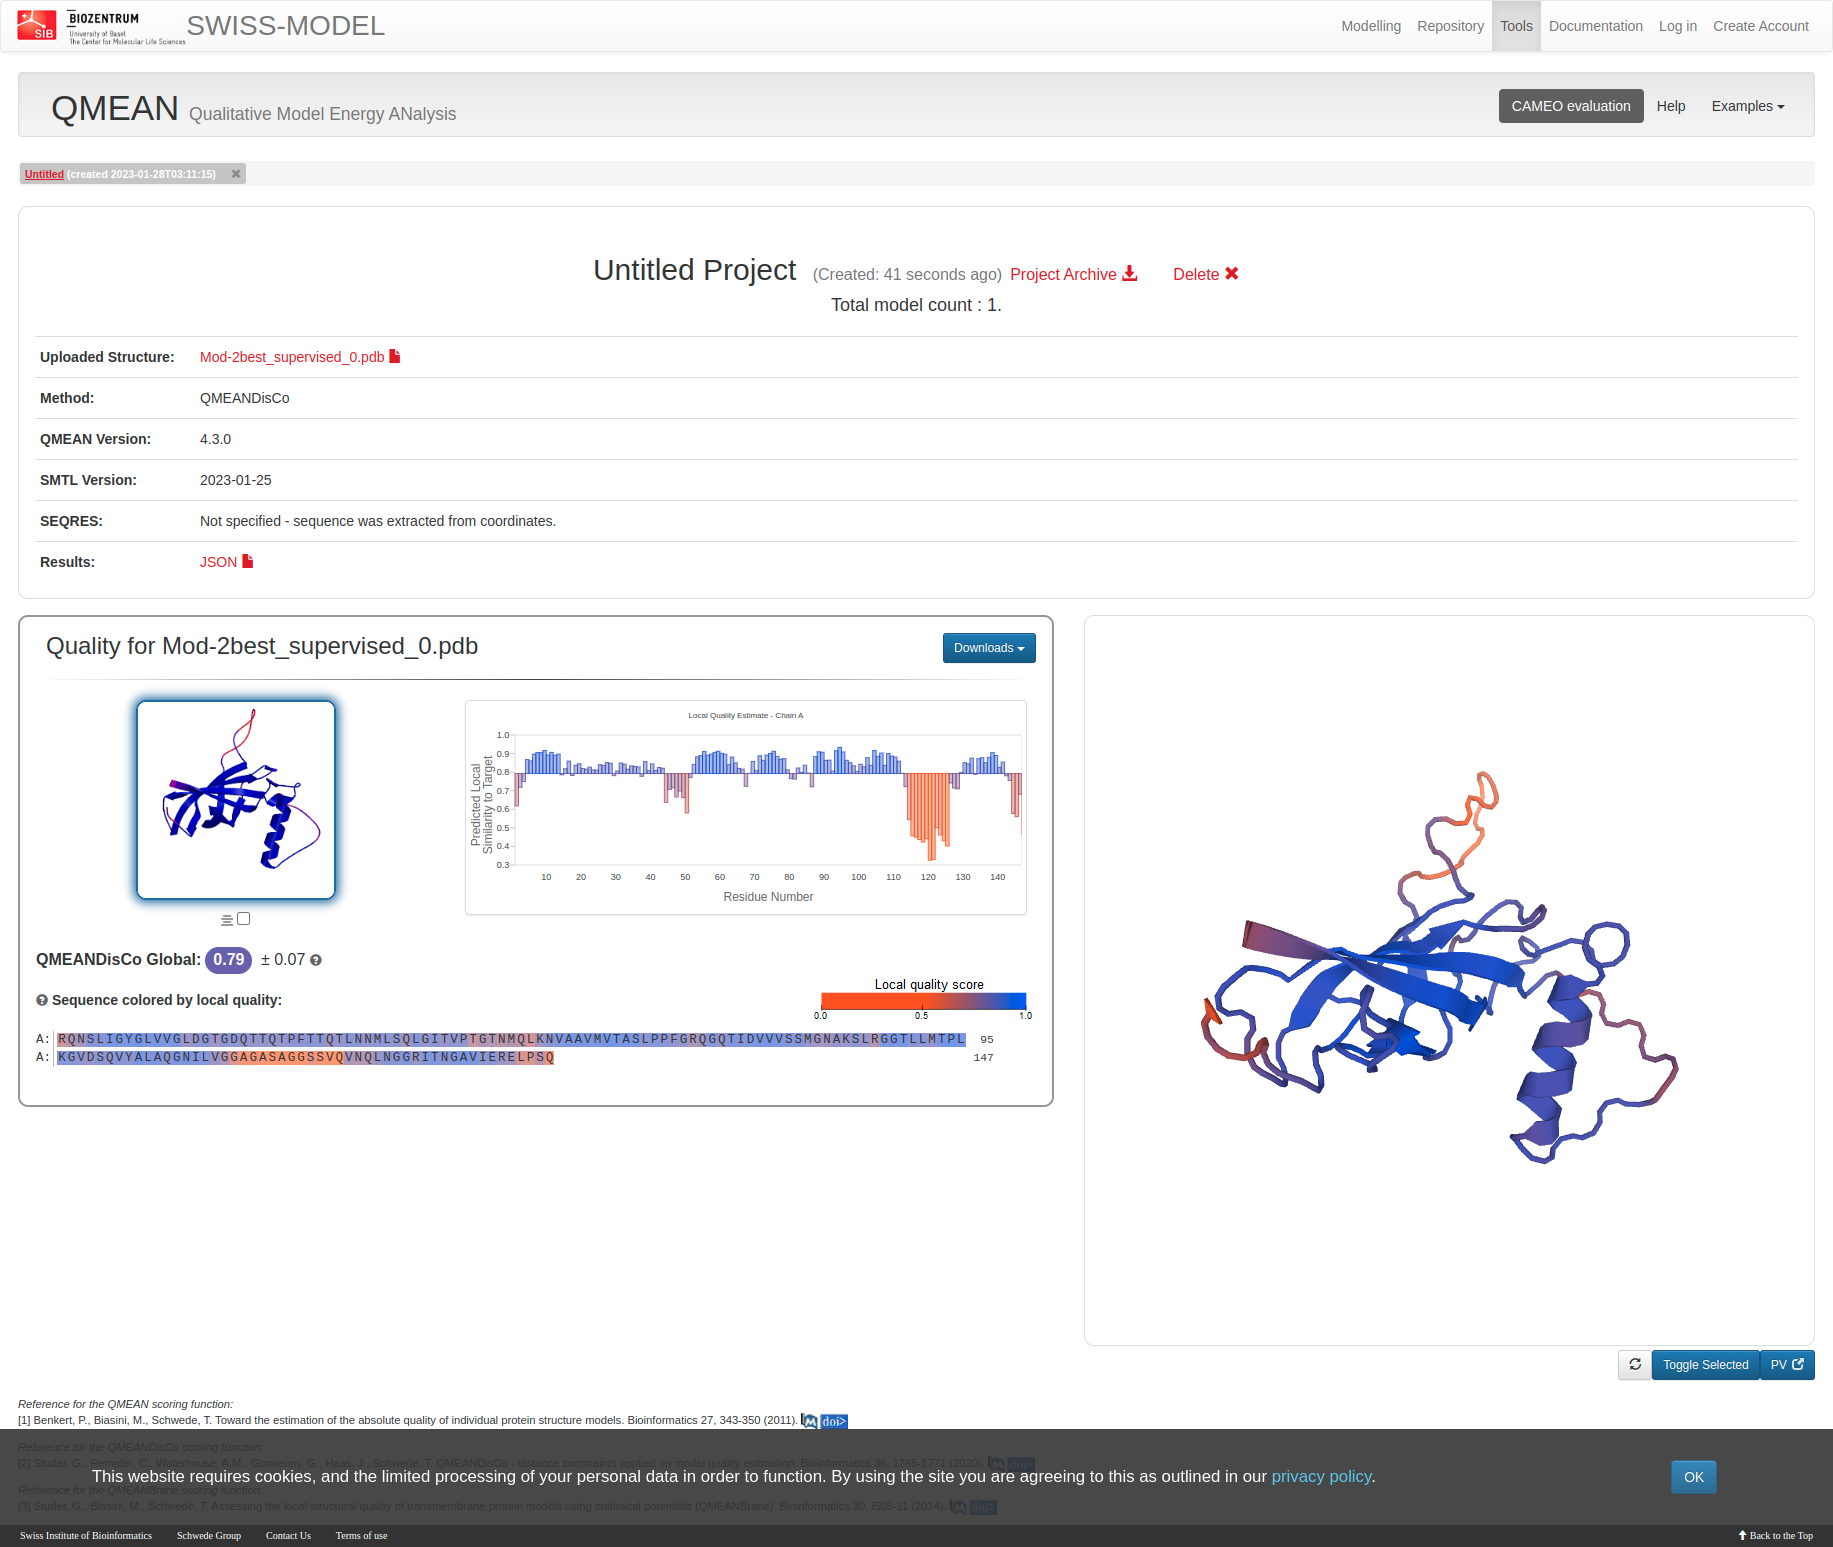 SIB
BIOZENTRUM
University of Basel
The Center for Molecular Life Sciences
SWISS-MODEL
Modelling Repository Tools Documentation Log in Create Account
QMEAN Qualitative Model Energy ANalysis
CAMEO evaluation Help Examples
Untitled (created 2023-01-28T03:11:15)
Untitled Project (Created: 41 seconds ago) Project Archive Delete
Total model count : 1.
Uploaded Structure: Mod-2best_supervised_0.pdb
Method: QMEANDisCo
QMEAN Version: 4.3.0
SMTL Version: 2023-01-25
SEQRES: Not specified - sequence was extracted from coordinates.
Results: JSON
Quality for Mod-2best_supervised_0.pdb
Downloads
Local Quality Estimate - Chain A
Predicted Local
Similarity to Target
1.0
0.9
0.8
0.7
0.6
0.5
0.4
0.3
10 20 30 40 50 60 70 80 90 100 110 120 130 140
Residue Number
QMEANDisCo Global: 0.79 ± 0.07
Sequence colored by local quality:
Local quality score
0.0 0.5 1.0
A: RQNSLIGYGLVVGLDGTGDQTTQTPFTTQTLNNMLSQLGITVPTGTNMQLKNVAAVMVTASLPPFGRQGQTIDVVVSSMGNAKSLRGGTLLMTPL 95
A: KGVDSQVYALAQGNILVGGAGASAGGSSVQVNQLNGGRITNGAVIERELPSQ 147
Toggle Selected PV
Reference for the QMEAN scoring function:
[1] Benkert, P., Biasini, M., Schwede, T. Toward the estimation of the absolute quality of individual protein structure models. Bioinformatics 27, 343-350 (2011). M doi>
Reference for the QMEANDisCo scoring function:
[2] Studer, G., Rempfer, C., Waterhouse, A.M., Gumienny, G., Haas, J., Schwede, T. QMEANDisCo - distance constraints applied on model quality estimation. Bioinformatics 36, 1765-1771 (2020). M doi>
This website requires cookies, and the limited processing of your personal data in order to function. By using the site you are agreeing to this as outlined in our privacy policy.
OK
Reference for the QMEANBrane scoring function:
[3] Studer, G., Biasini, M., Schwede, T. Assessing the local structural quality of transmembrane protein models using statistical potentials (QMEANBrane). Bioinformatics 30, i505-11 (2014). M doi>
Swiss Institute of Bioinformatics Schwede Group Contact Us Terms of use Back to the Top